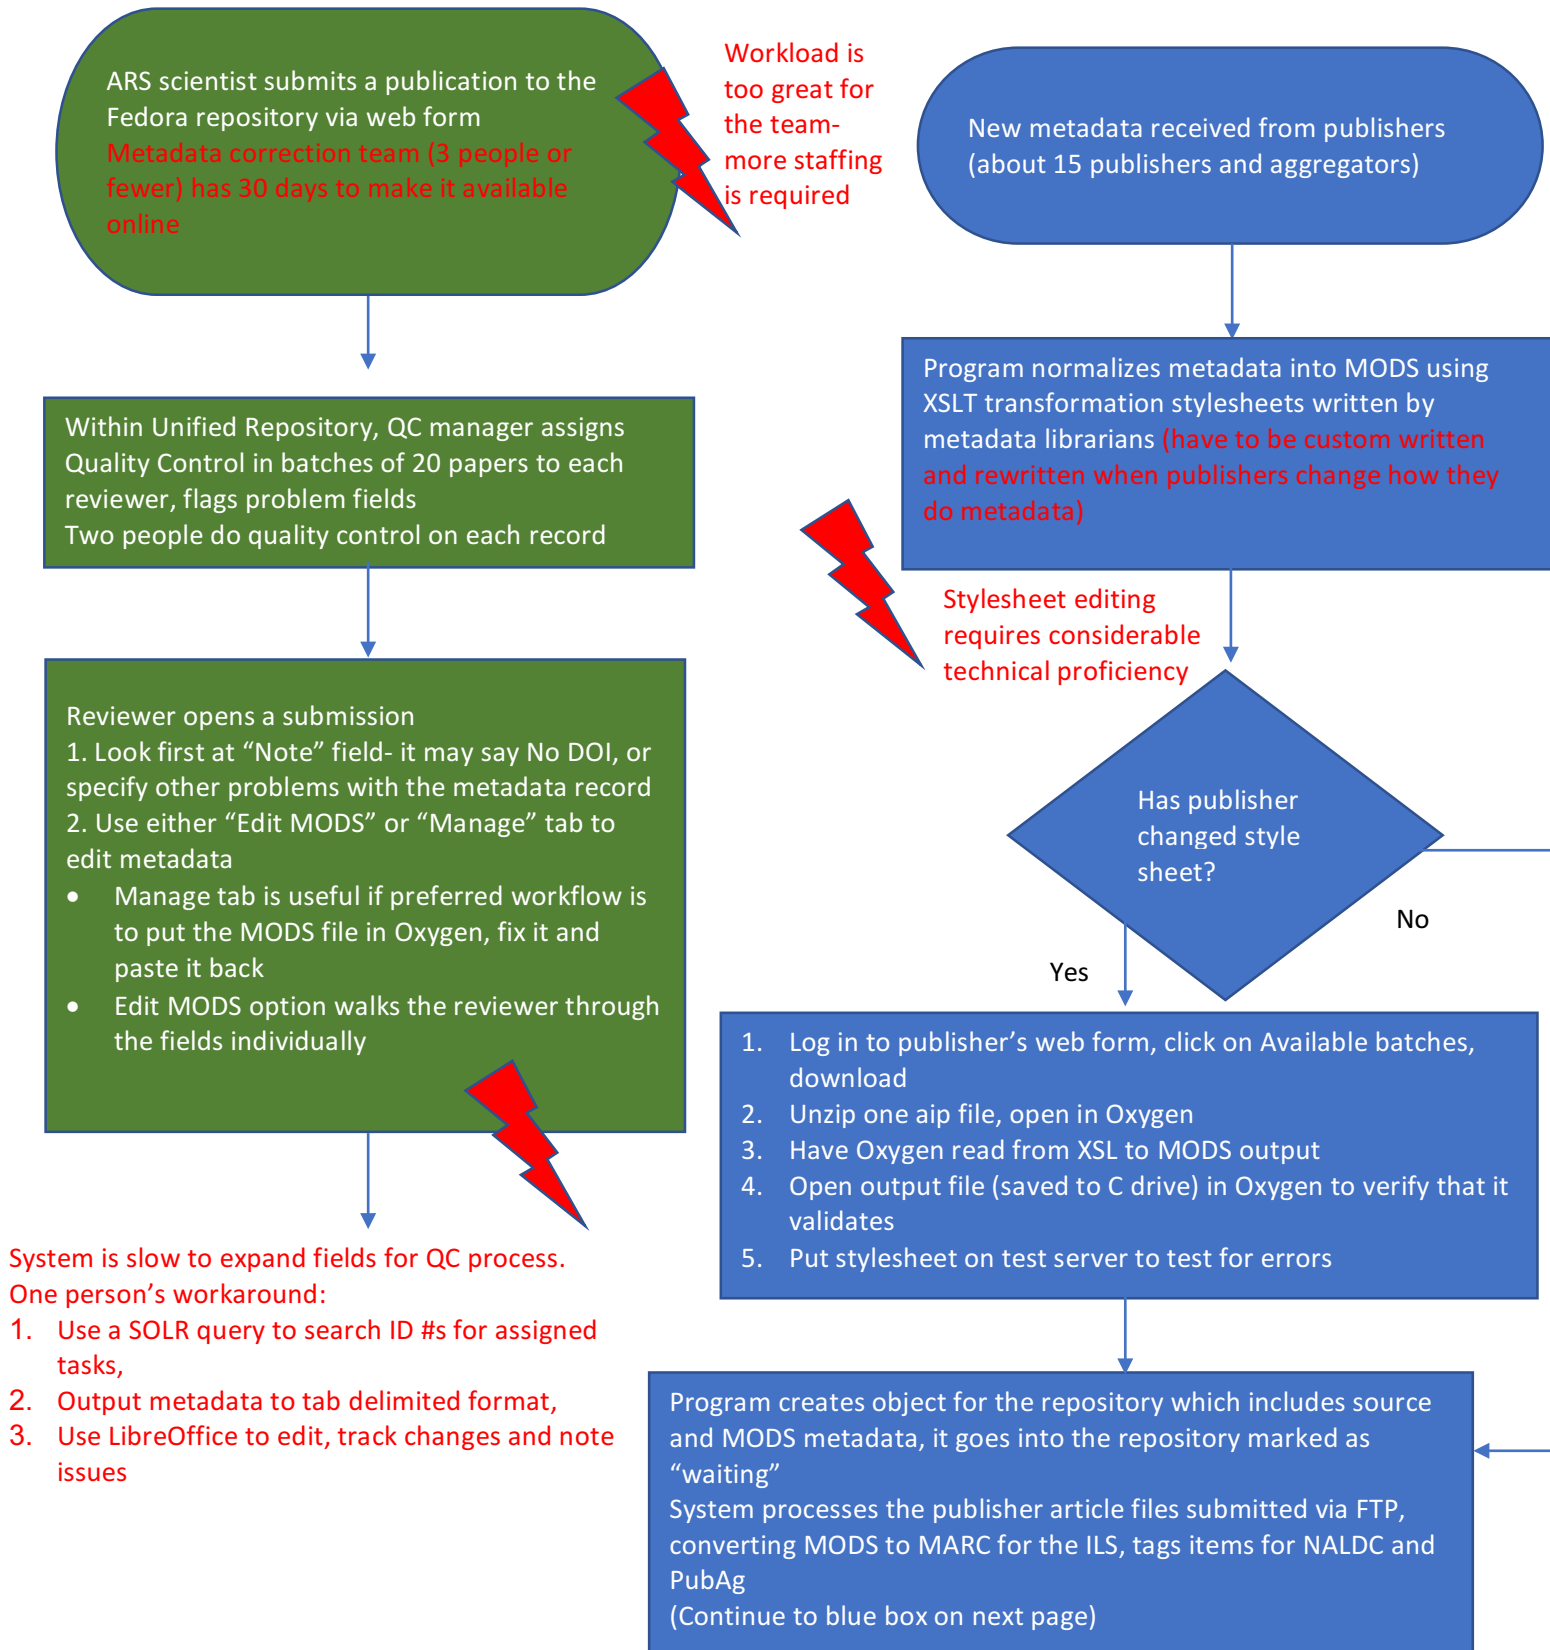 ARS scientist submits a publication to the
Fedora repository via web form
Metadata correction team (3 people or
fewer) has 30 days to make it available
online
Workload is
too great for
the team-
more staffing
is required
New metadata received from publishers
(about 15 publishers and aggregators)
Within Unified Repository, QC manager assigns
Quality Control in batches of 20 papers to each
reviewer, flags problem fields
Two people do quality control on each record
Program normalizes metadata into MODS using
XSLT transformation stylesheets written by
metadata librarians (have to be custom written
and rewritten when publishers change how they
do metadata)
Stylesheet editing
requires considerable
technical proficiency
Reviewer opens a submission
1. Look first at “Note” field- it may say No DOI, or
specify other problems with the metadata record
2. Use either “Edit MODS” or “Manage” tab to
edit metadata
• Manage tab is useful if preferred workflow is
to put the MODS file in Oxygen, fix it and
paste it back
• Edit MODS option walks the reviewer through
the fields individually
Has publisher
changed style
sheet?
No
Yes
1. Log in to publisher’s web form, click on Available batches,
download
2. Unzip one aip file, open in Oxygen
3. Have Oxygen read from XSL to MODS output
4. Open output file (saved to C drive) in Oxygen to verify that it
validates
5. Put stylesheet on test server to test for errors
System is slow to expand fields for QC process.
One person’s workaround:
1. Use a SOLR query to search ID #s for assigned
tasks,
2. Output metadata to tab delimited format,
3. Use LibreOffice to edit, track changes and note
issues
Program creates object for the repository which includes source
and MODS metadata, it goes into the repository marked as
“waiting”
System processes the publisher article files submitted via FTP,
converting MODS to MARC for the ILS, tags items for NALDC and
PubAg
(Continue to blue box on next page)